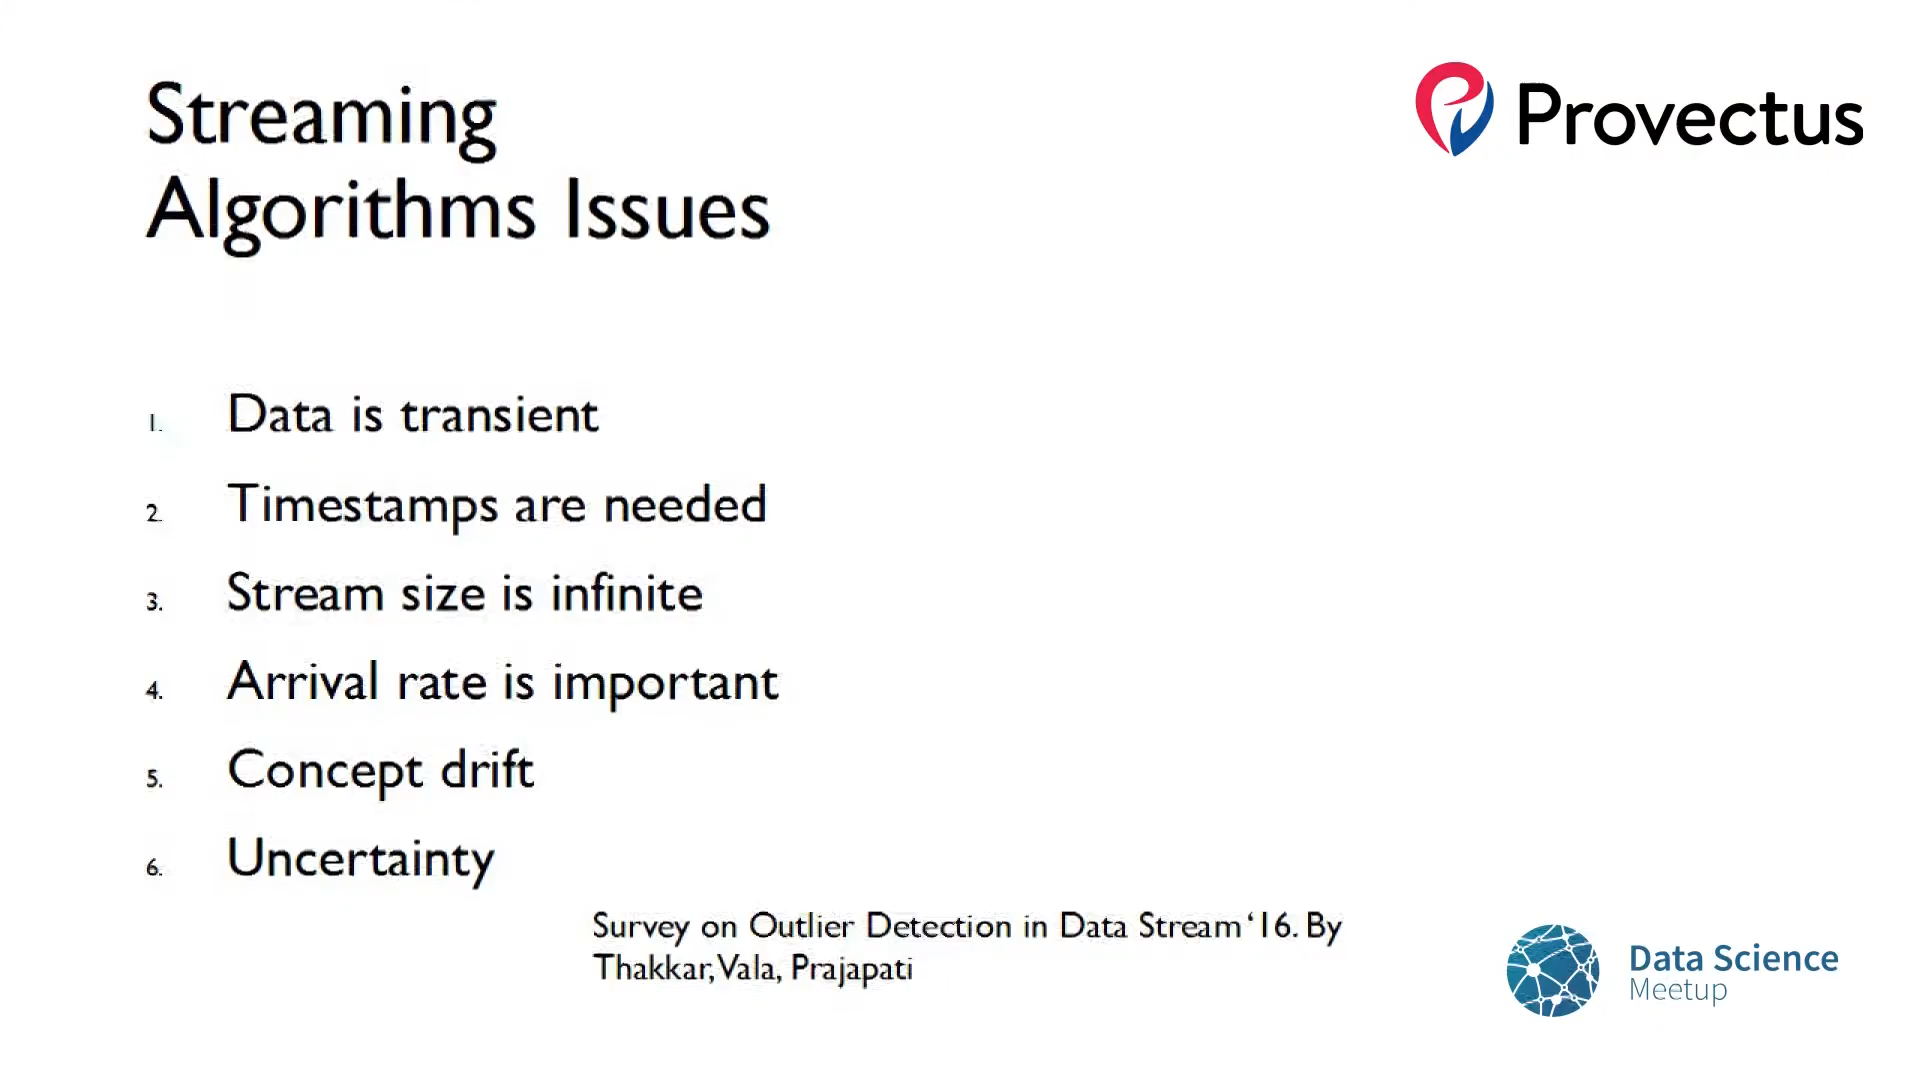 Streaming
Algorithms Issues
Provectus
1. Data is transient
2. Timestamps are needed
3. Stream size is infinite
4. Arrival rate is important
5. Concept drift
6. Uncertainty
Survey on Outlier Detection in Data Stream ‘16. By
Thakkar, Vala, Prajapati
Data Science
Meetup